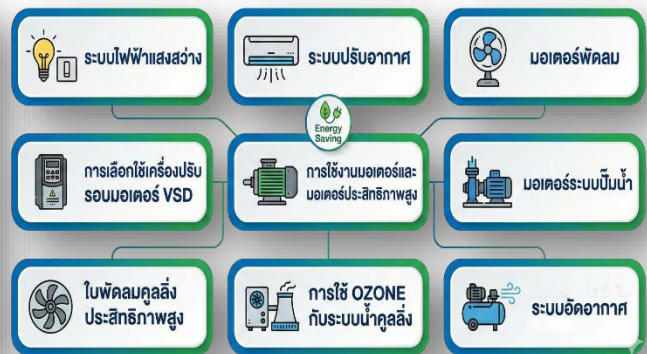 ระบบไฟฟ้าแสงสว่าง
ระบบปรับอากาศ
มอเตอร์พัดลม
Energy
Saving
การเลือกใช้เครื่องปรับ
รอบมอเตอร์ VSD
การใช้งานมอเตอร์และ
มอเตอร์ประสิทธิภาพสูง
มอเตอร์ระบบปั๊มน้ำ
ใบพัดลมคูลลิ่ง
ประสิทธิภาพสูง
การใช้ OZONE
กับระบบน้ำคูลลิ่ง
ระบบอัดอากาศ